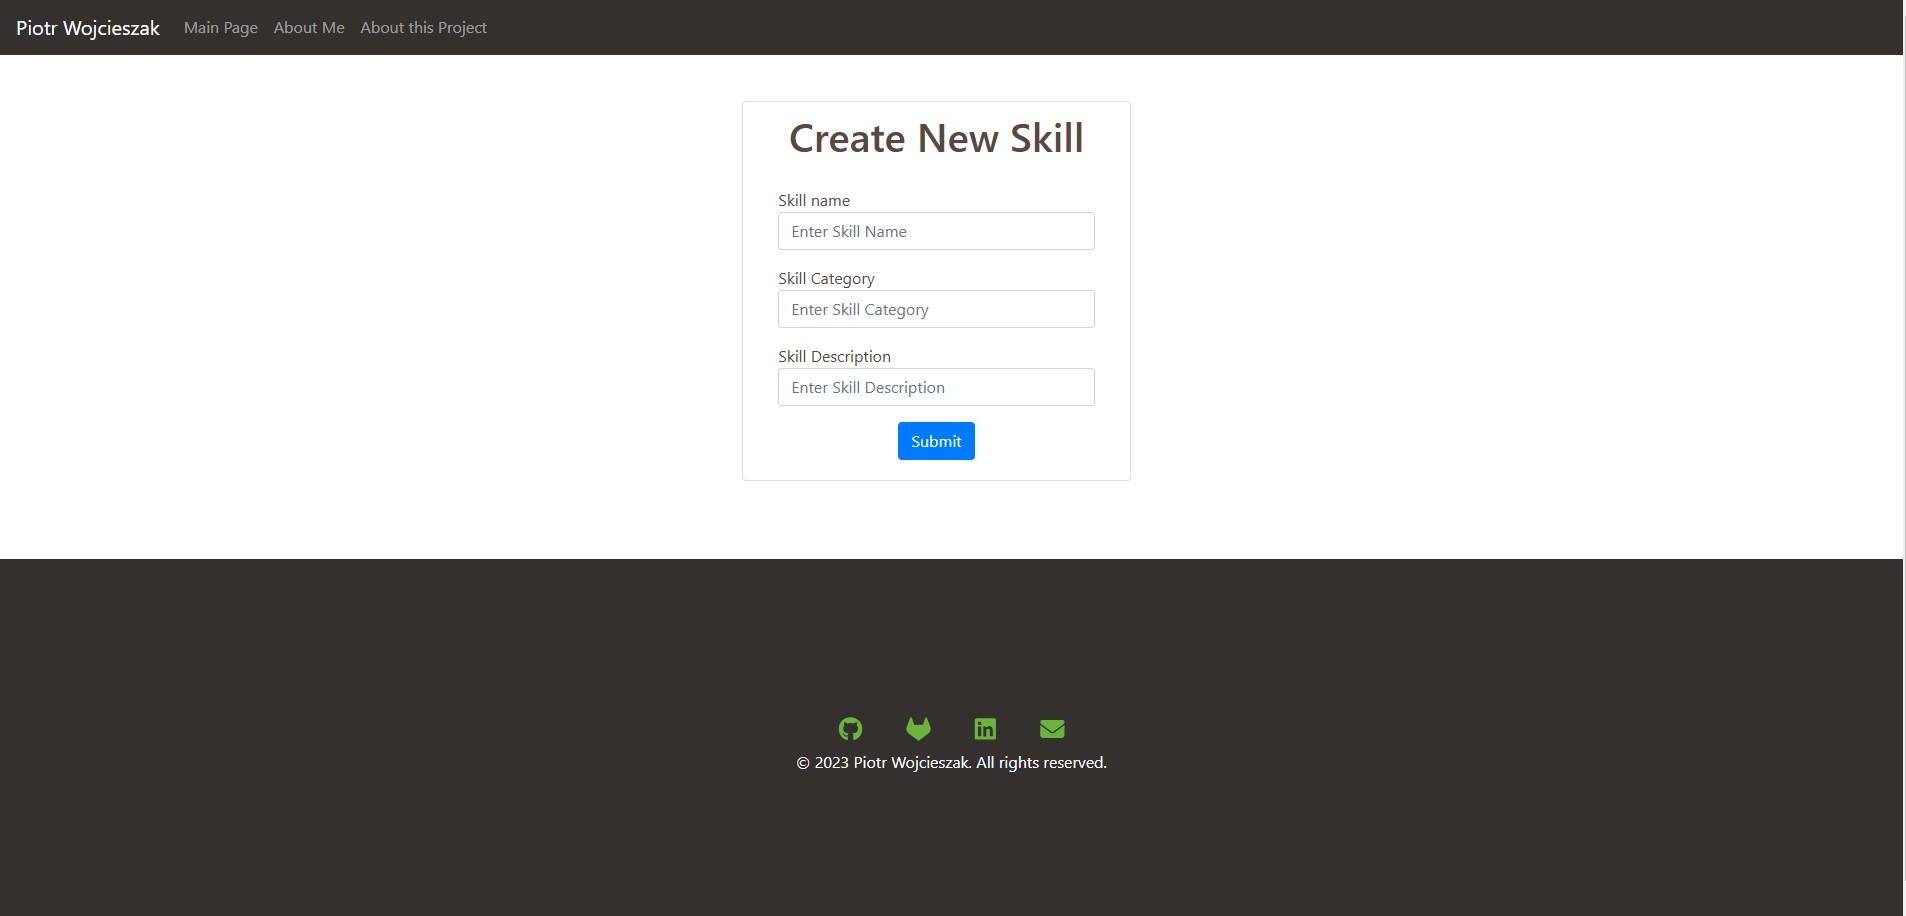 Piotr Wojcieszak Main Page About Me About this Project
Create New Skill
Skill name
Enter Skill Name
Skill Category
Enter Skill Category
Skill Description
Enter Skill Description
Submit
© 2023 Piotr Wojcieszak. All rights reserved.